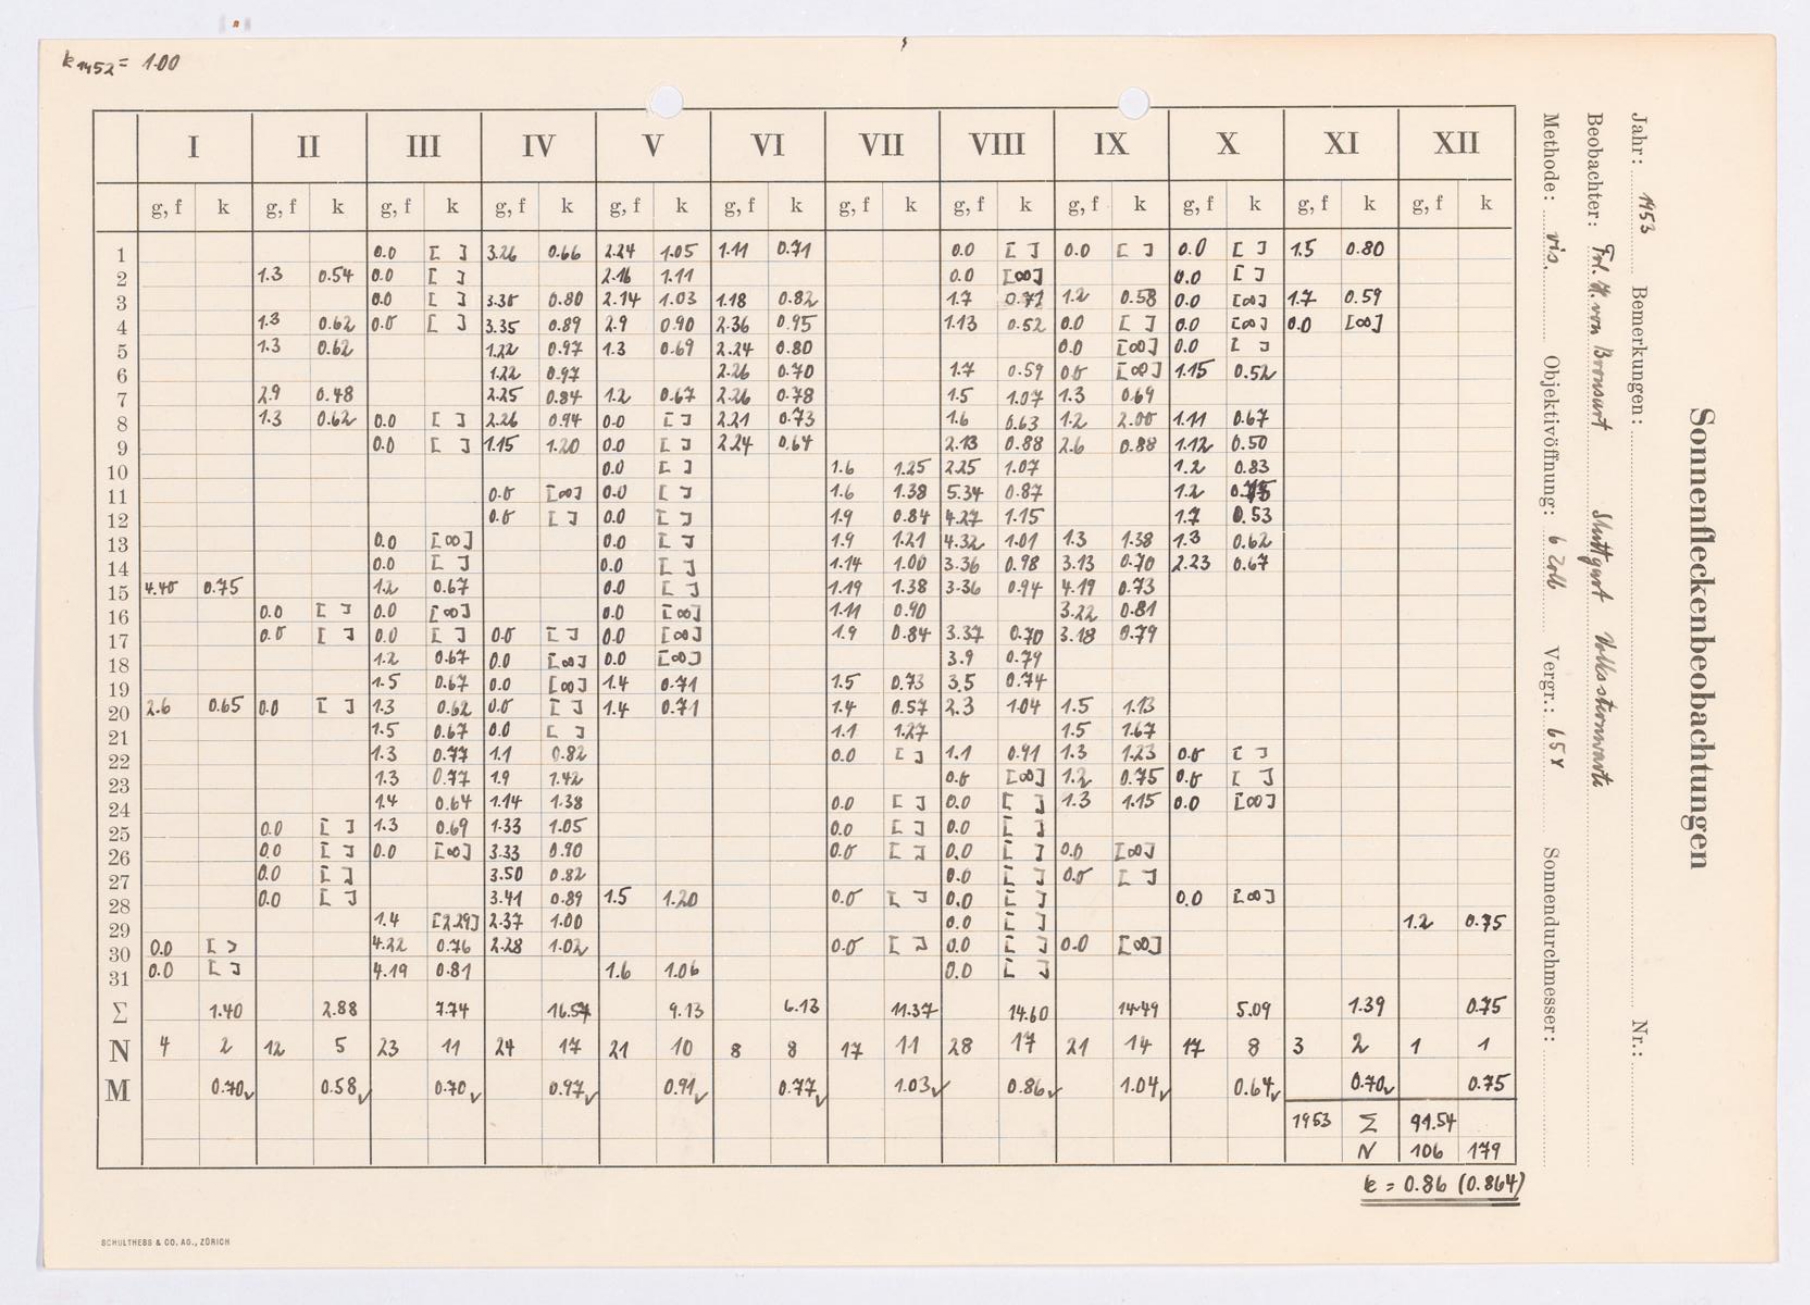 k1952 = 1.00
I II III IV V VI VII VIII IX X XI XII
g, f k g, f k g, f k g, f k g, f k g, f k g, f k g, f k g, f k g, f k g, f k g, f k
1 0.0 [ ] 3.26 0.66 2.24 1.05 1.11 0.71 0.0 [ ] 0.0 [ ] 0.0 [ ] 1.5 0.80
2 1.3 0.54 0.0 [ ] 2.16 1.11 0.0 [∞] 0.0 [ ]
3 0.0 [ ] 3.30 0.80 2.14 1.03 1.18 0.82 1.7 0.71 1.2 0.58 0.0 [∞] 1.7 0.59
4 1.3 0.62 0.0 [ ] 3.35 0.89 2.9 0.90 2.36 0.95 1.13 0.52 0.0 [ ] 0.0 [∞] 0.0 [∞]
5 1.3 0.62 1.22 0.97 1.3 0.69 2.24 0.80 0.0 [∞] 0.0 [ ]
6 1.22 0.97 2.26 0.70 1.7 0.59 0.0 [∞] 1.15 0.52
7 2.9 0.48 2.25 0.84 1.2 0.67 2.26 0.78 1.5 1.07 1.3 0.69
8 1.3 0.62 0.0 [ ] 2.26 0.94 0.0 [ ] 2.21 0.73 1.6 0.63 1.2 2.00 1.11 0.67
9 0.0 [ ] 1.15 1.20 0.0 [ ] 2.24 0.64 2.13 0.88 2.6 0.88 1.12 0.50
10 0.0 [ ] 1.6 1.25 2.25 1.07 1.2 0.83
11 0.0 [∞] 0.0 [ ] 1.6 1.38 5.34 0.87 1.2 0.75
12 0.0 [ ] 0.0 [ ] 1.9 0.84 4.27 1.15 1.7 0.53
13 0.0 [∞] 0.0 [ ] 1.9 1.21 4.32 1.01 1.3 1.38 1.3 0.62
14 0.0 [ ] 0.0 [ ] 1.14 1.00 3.36 0.98 3.13 0.70 2.23 0.67
15 4.40 0.75 1.2 0.67 0.0 [ ] 1.19 1.38 3.36 0.94 4.19 0.73
16 0.0 [ ] 0.0 [∞] 0.0 [∞] 1.11 0.90 3.22 0.81
17 0.0 [ ] 0.0 [ ] 0.0 [ ] 0.0 [∞] 1.9 0.84 3.37 0.70 3.18 0.79
18 1.2 0.67 0.0 [∞] 0.0 [∞] 3.9 0.79
19 1.5 0.67 0.0 [∞] 1.4 0.71 1.5 0.73 3.5 0.74
20 2.6 0.65 0.0 [ ] 1.3 0.62 0.0 [ ] 1.4 0.71 1.4 0.57 2.3 1.04 1.5 1.13
21 1.5 0.67 0.0 [ ] 1.1 1.27 1.5 1.67
22 1.3 0.77 1.1 0.82 0.0 [ ] 1.1 0.91 1.3 1.23 0.0 [ ]
23 1.3 0.77 1.9 1.42 0.0 [∞] 1.2 0.75 0.0 [ ]
24 1.4 0.64 1.14 1.38 0.0 [ ] 0.0 [ ] 1.3 1.15 0.0 [∞]
25 0.0 [ ] 1.3 0.69 1.33 1.05 0.0 [ ] 0.0 [ ]
26 0.0 [ ] 0.0 [∞] 3.33 0.90 0.0 [ ] 0.0 [ ] 0.0 [∞]
27 0.0 [ ] 3.50 0.82 0.0 [ ] 0.0 [ ]
28 0.0 [ ] 3.41 0.89 1.5 1.20 0.0 [ ] 0.0 [ ] 0.0 [∞]
29 1.4 [2.29] 2.37 1.00 0.0 [ ] 1.2 0.75
30 0.0 [ ] 4.22 0.76 2.28 1.02 0.0 [ ] 0.0 [ ] 0.0 [∞]
31 0.0 [ ] 4.19 0.81 1.6 1.06 0.0 [ ]
Σ 1.40 2.88 7.74 16.57 9.13 6.13 11.37 14.60 14.49 5.09 1.39 0.75
N 4 2 12 5 23 11 24 17 21 10 8 8 17 11 28 17 21 14 17 8 3 2 1 1
M 0.70 0.58 0.70 0.97 0.91 0.77 1.03 0.86 1.04 0.64 0.70 0.75
1953 Σ 91.54
N 106 179
k = 0.86 (0.864)
SCHULTHESS & CO. AG., ZÜRICH
Sonnenfleckenbeobachtungen
Jahr: 1953 Bemerkungen: Nr.:
Beobachter: Frl. H. von Bronsart Stuttgart Volkssternwarte
Methode: vis. Objektivöffnung: 6 Zoll Vergr.: 65x Sonnendurchmesser: